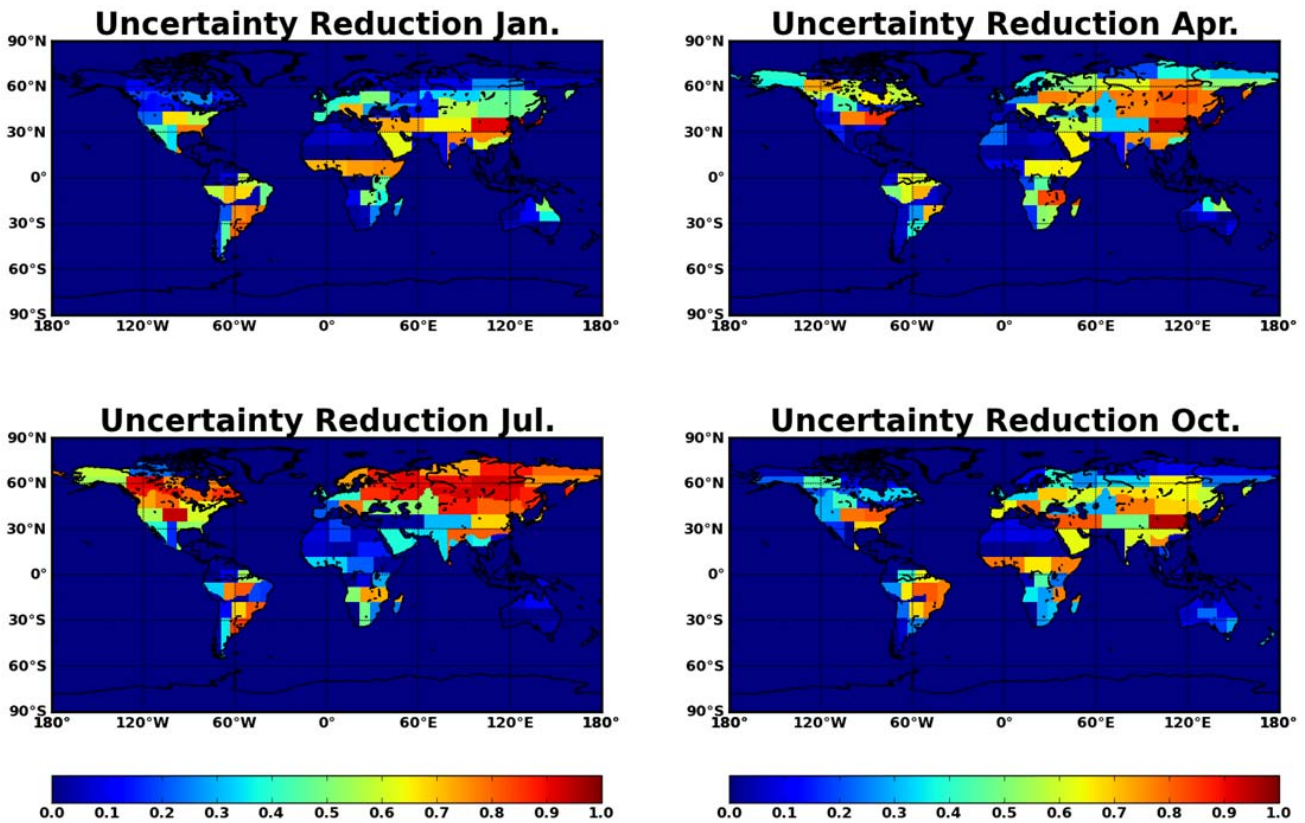 Uncertainty Reduction Jan.
90°N
60°N
30°N
0°
30°S
60°S
90°S
180° 120°W 60°W 0° 60°E 120°E 180°
Uncertainty Reduction Apr.
90°N
60°N
30°N
0°
30°S
60°S
90°S
180° 120°W 60°W 0° 60°E 120°E 180°
Uncertainty Reduction Jul.
90°N
60°N
30°N
0°
30°S
60°S
90°S
180° 120°W 60°W 0° 60°E 120°E 180°
Uncertainty Reduction Oct.
90°N
60°N
30°N
0°
30°S
60°S
90°S
180° 120°W 60°W 0° 60°E 120°E 180°
0.0 0.1 0.2 0.3 0.4 0.5 0.6 0.7 0.8 0.9 1.0
0.0 0.1 0.2 0.3 0.4 0.5 0.6 0.7 0.8 0.9 1.0